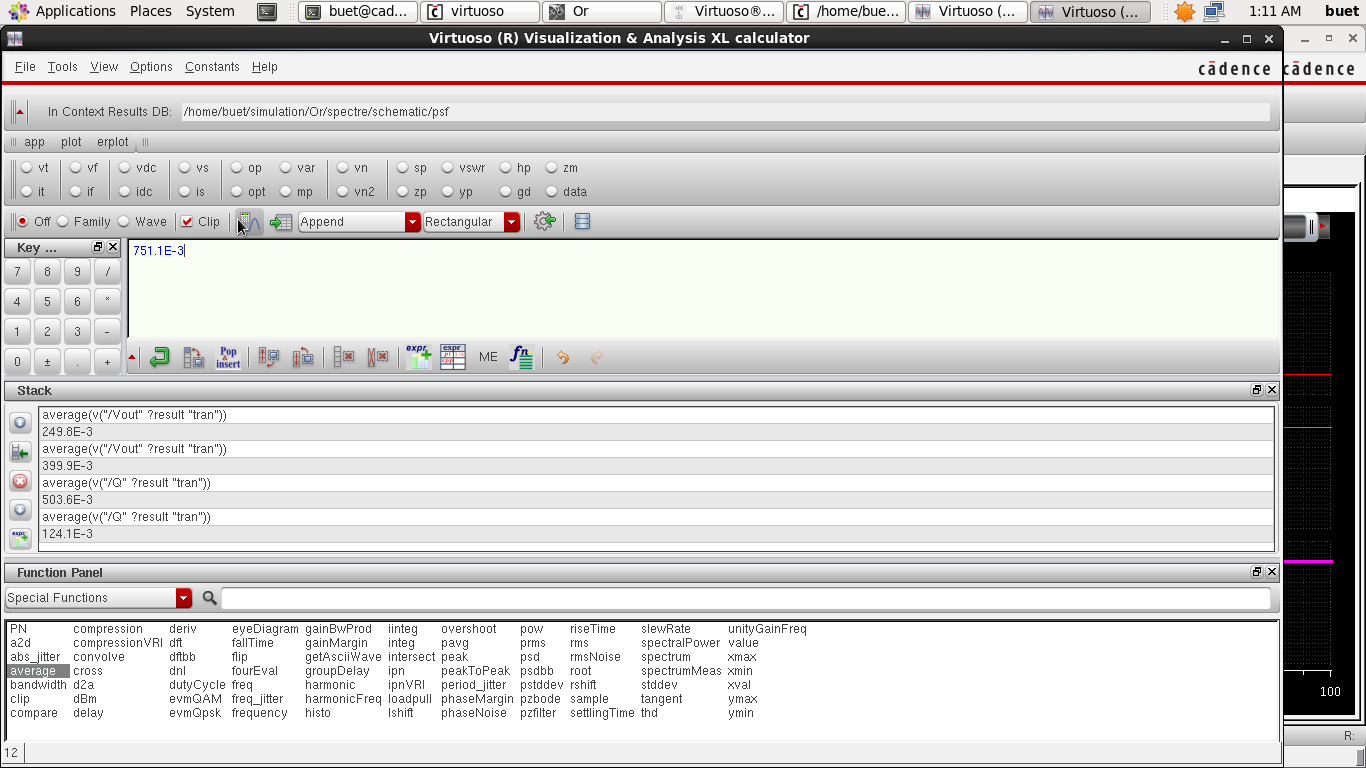 Applications Places System buet@cad... virtuoso Or Virtuoso®... /home/bue... Virtuoso (... Virtuoso (... 1:11 AM buet
Virtuoso (R) Visualization & Analysis XL calculator
File Tools View Options Constants Help cādence cādence
In Context Results DB: /home/buet/simulation/Or/spectre/schematic/psf
app plot erplot
vt vf vdc vs op var vn sp vswr hp zm
it if idc is opt mp vn2 zp yp gd data
Off Family Wave Clip Append Rectangular
Key ...
751.1E-3
7 8 9 /
4 5 6 *
1 2 3 -
0 ± . +
Pop insert expr expr ME fn
Stack
average(v("/Vout" ?result "tran"))
249.8E-3
average(v("/Vout" ?result "tran"))
399.9E-3
average(v("/Q" ?result "tran"))
503.6E-3
average(v("/Q" ?result "tran"))
124.1E-3
expr
Function Panel
Special Functions
PN compression deriv eyeDiagram gainBwProd iinteg overshoot pow riseTime slewRate unityGainFreq
a2d compressionVRI dft fallTime gainMargin integ pavg prms rms spectralPower value
abs_jitter convolve dftbb flip getAsciiWave intersect peak psd rmsNoise spectrum xmax
average cross dnl fourEval groupDelay ipn peakToPeak psdbb root spectrumMeas xmin
bandwidth d2a dutyCycle freq harmonic ipnVRI period_jitter pstddev rshift stddev xval
clip dBm evmQAM freq_jitter harmonicFreq loadpull phaseMargin pzbode sample tangent ymax
compare delay evmQpsk frequency histo lshift phaseNoise pzfilter settlingTime thd ymin
100
R:
12